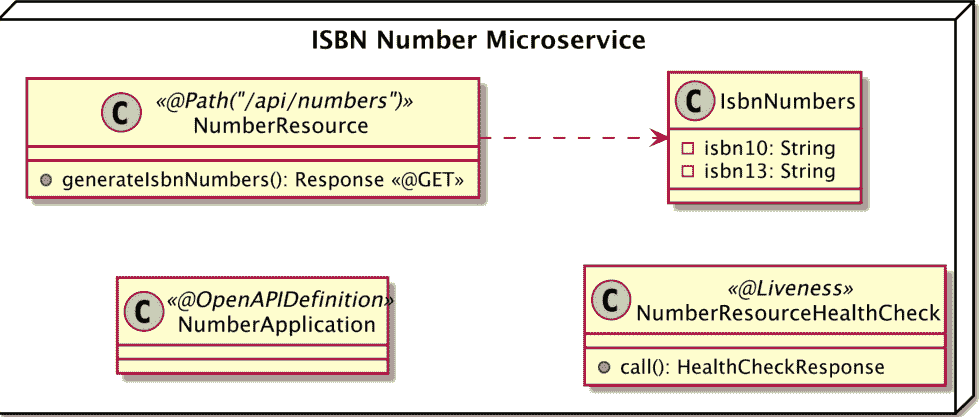 ISBN Number Microservice
C
«@Path("/api/numbers")»
NumberResource
generateIsbnNumbers(): Response «@GET»
C
IsbnNumbers
isbn10: String
isbn13: String
C
«@OpenAPIDefinition»
NumberApplication
C
«@Liveness»
NumberResourceHealthCheck
call(): HealthCheckResponse